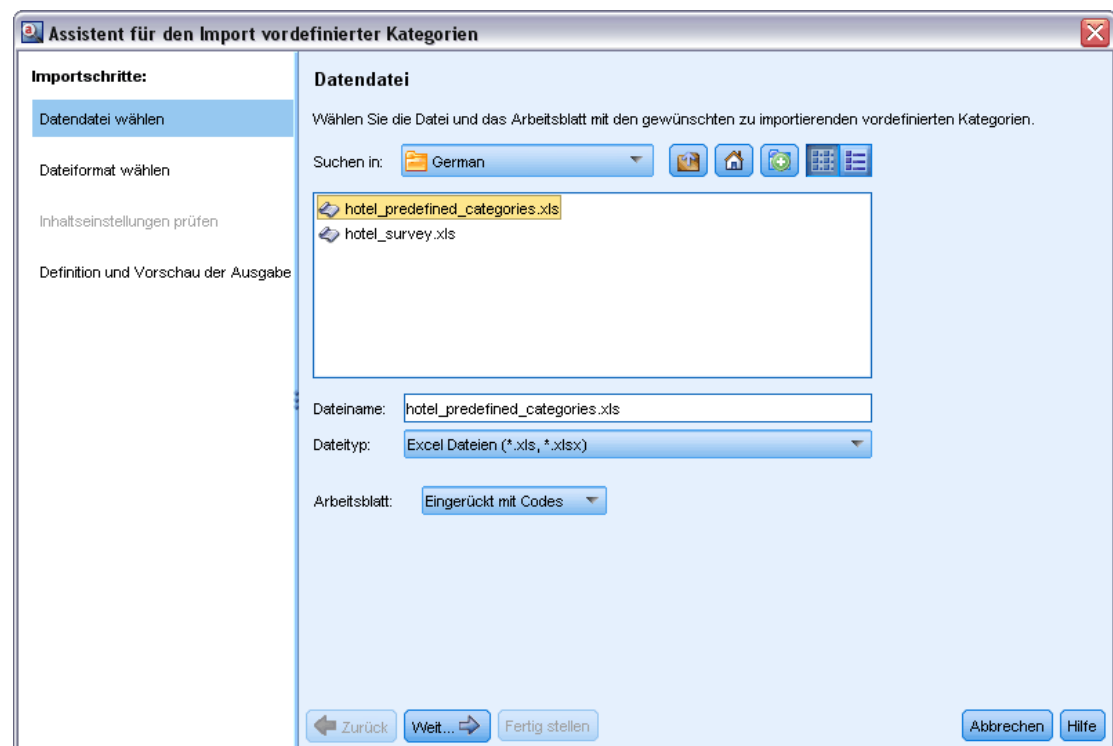 Assistent für den Import vordefinierter Kategorien
Importschritte:
Datendatei wählen
Dateiformat wählen
Inhaltseinstellungen prüfen
Definition und Vorschau der Ausgabe
Datendatei
Wählen Sie die Datei und das Arbeitsblatt mit den gewünschten zu importierenden vordefinierten Kategorien.
Suchen in: German
hotel_predefined_categories.xls
hotel_survey.xls
Dateiname: hotel_predefined_categories.xls
Dateityp: Excel Dateien (*.xls, *.xlsx)
Arbeitsblatt: Eingerückt mit Codes
Zurück Weit... Fertig stellen Abbrechen Hilfe